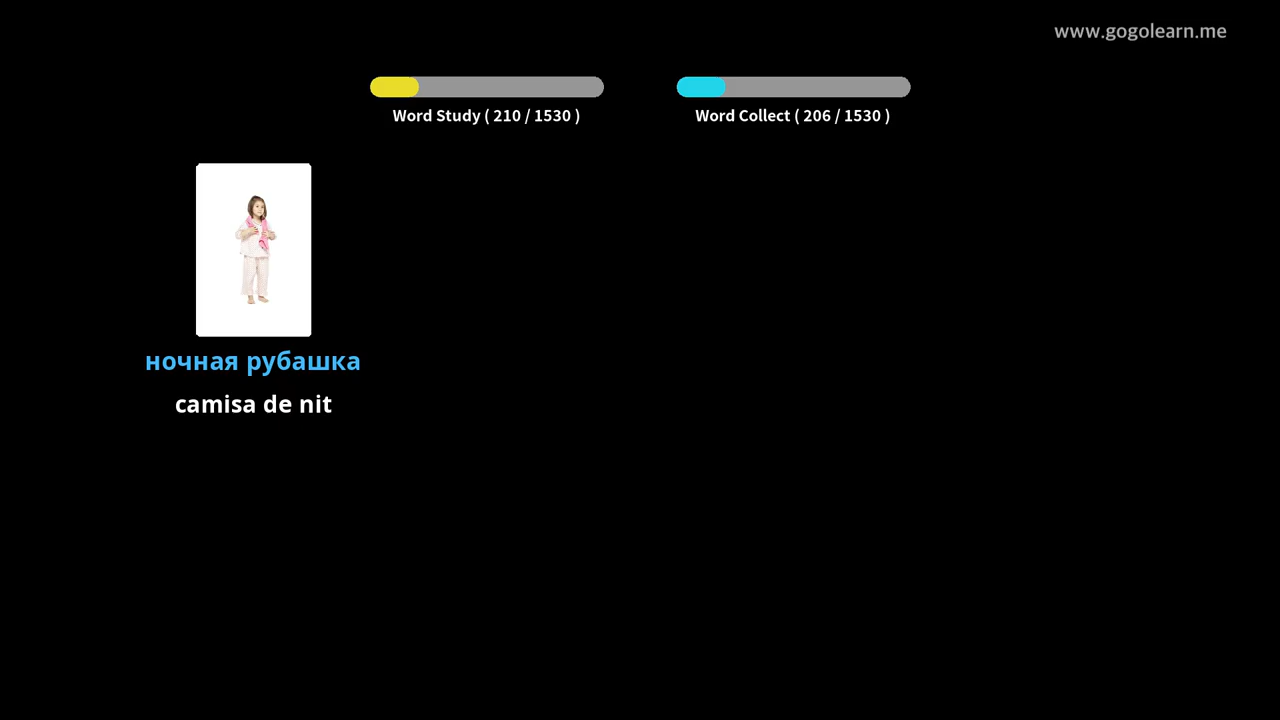 www.gogolearn.me
Word Study ( 210 / 1530 )
Word Collect ( 206 / 1530 )
ночная рубашка
camisa de nit